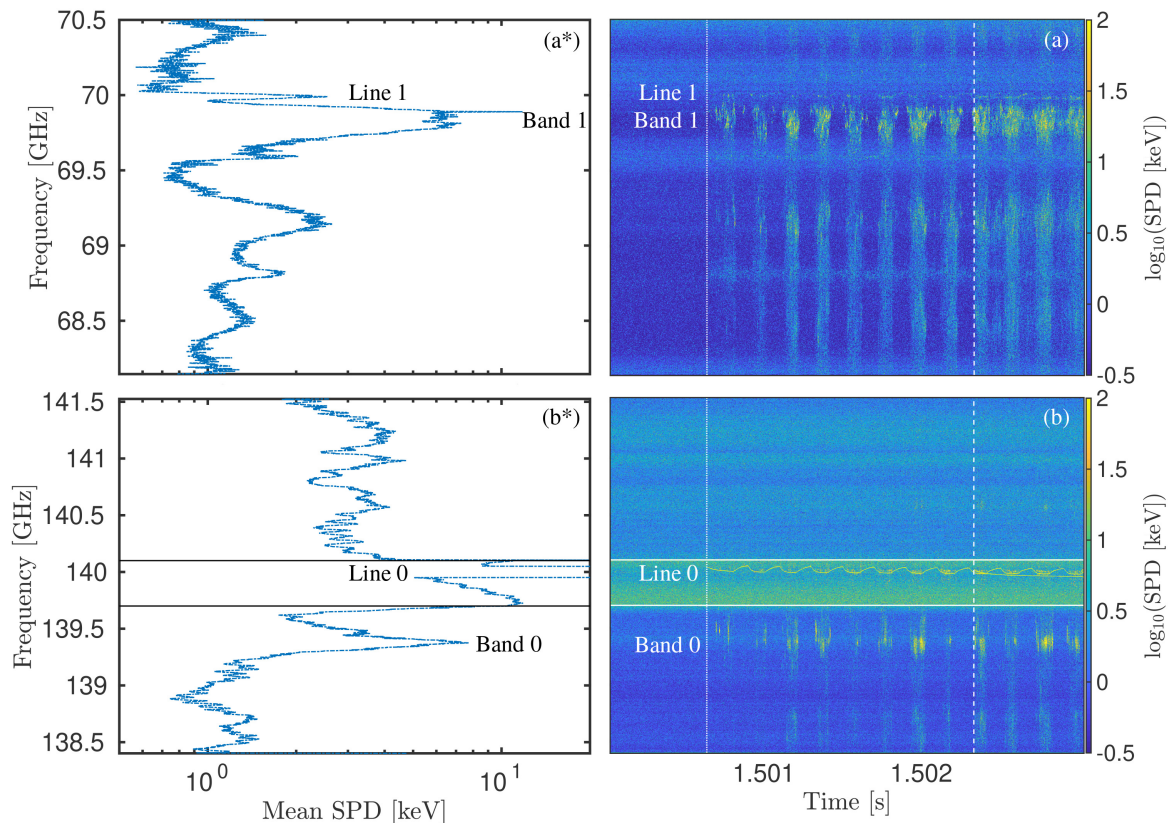 70.5
70
69.5
69
68.5
Frequency [GHz]
(a*)
Line 1
Band 1
(a)
Line 1
Band 1
2
1.5
1
0.5
0
-0.5
log10(SPD [keV])
141.5
141
140.5
140
139.5
139
138.5
Frequency [GHz]
(b*)
Line 0
Band 0
10^0
10^1
Mean SPD [keV]
(b)
Line 0
Band 0
1.501
1.502
Time [s]
2
1.5
1
0.5
0
-0.5
log10(SPD [keV])